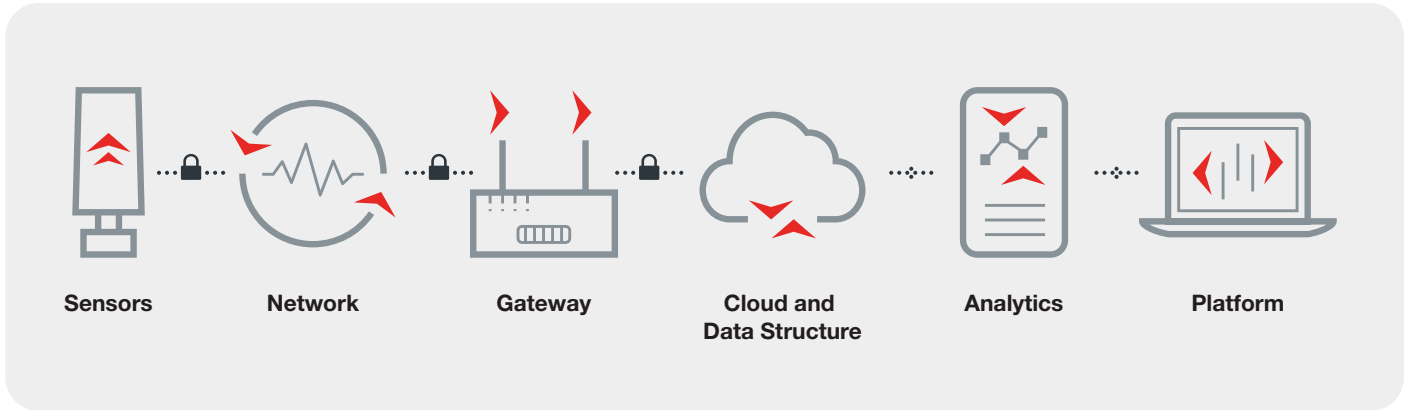 Sensors
Network
Gateway
Cloud and
Data Structure
Analytics
Platform